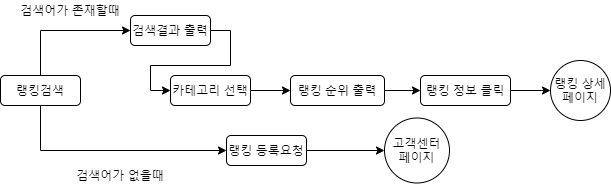 검색어가 존재할때
검색결과 출력
랭킹검색
카테고리 선택
랭킹 순위 출력
랭킹 정보 클릭
랭킹 상세
페이지
랭킹 등록요청
고객센터
페이지
검색어가 없을때